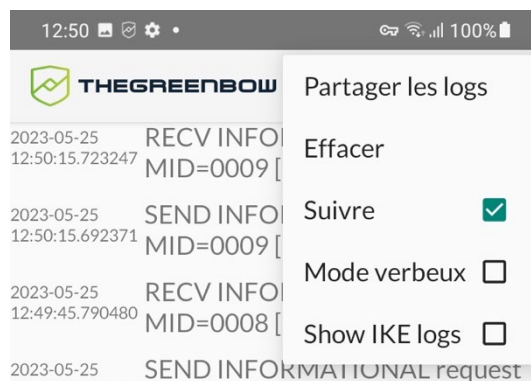 12:50 100%
THEGREENBOW
Partager les logs
Effacer
Suivre
Mode verbeux
Show IKE logs
2023-05-25
12:50:15.723247
RECV INFO
MID=0009 [
2023-05-25
12:50:15.692371
SEND INFO
MID=0009 [
2023-05-25
12:49:45.790480
RECV INFO
MID=0008 [
2023-05-25
SEND INFORMATIONAL request